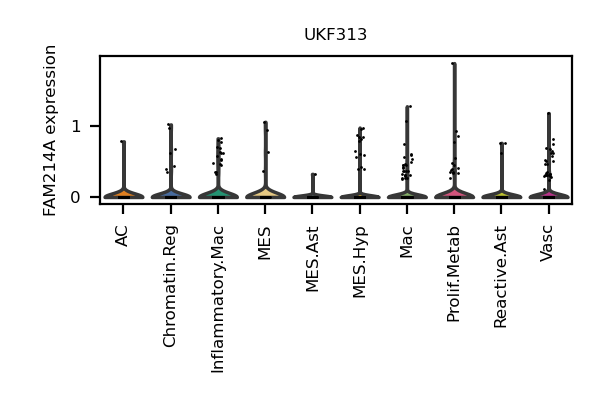 UKF313
FAM214A expression
1
0
AC
Chromatin.Reg
Inflammatory.Mac
MES
MES.Ast
MES.Hyp
Mac
Prolif.Metab
Reactive.Ast
Vasc